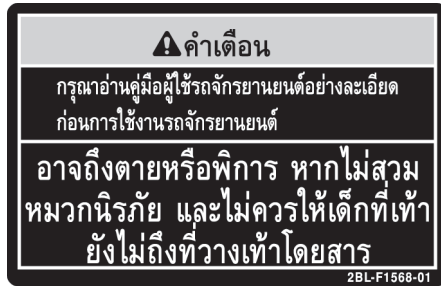 คำเตือน
กรุณาอ่านคู่มือผู้ใช้รถจักรยานยนต์อย่างละเอียด
ก่อนการใช้งานรถจักรยานยนต์
อาจถึงตายหรือพิการ หากไม่สวม
หมวกนิรภัย และไม่ควรให้เด็กที่เท้า
ยังไม่ถึงที่วางเท้าโดยสาร
2BL-F1568-01